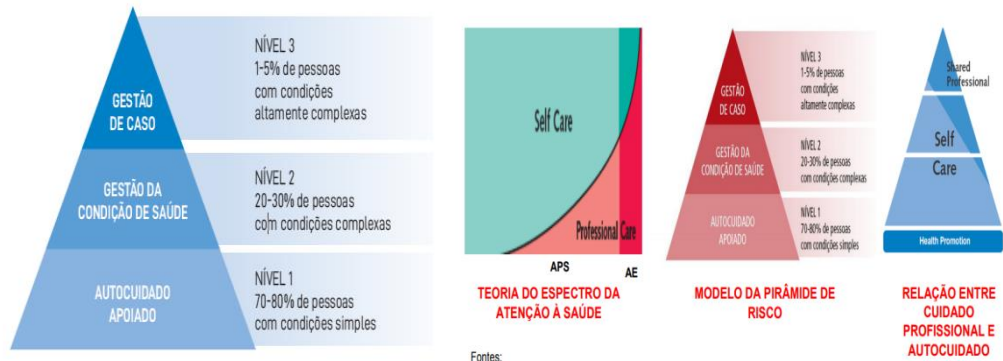 GESTÃO
DE CASO
NÍVEL 3
1-5% de pessoas
com condições
altamente complexas
GESTÃO DA
CONDIÇÃO DE SAÚDE
NÍVEL 2
20-30% de pessoas
com condições complexas
AUTOCUIDADO
APOIADO
NÍVEL 1
70-80% de pessoas
com condições simples
Self Care
Professional Care
APS
AE
TEORIA DO ESPECTRO DA
ATENÇÃO À SAÚDE
Fontes:
GESTÃO
DE CASO
NÍVEL 3
1-5% de pessoas
com condições
altamente complexas
GESTÃO DA
CONDIÇÃO DE SAÚDE
NÍVEL 2
20-30% de pessoas
com condições complexas
AUTOCUIDADO
APOIADO
NÍVEL 1
70-80% de pessoas
com condições simples
MODELO DA PIRÂMIDE DE
RISCO
Shared
Professional
Self
Care
Health Promotion
RELAÇÃO ENTRE
CUIDADO
PROFISSIONAL E
AUTOCUIDADO